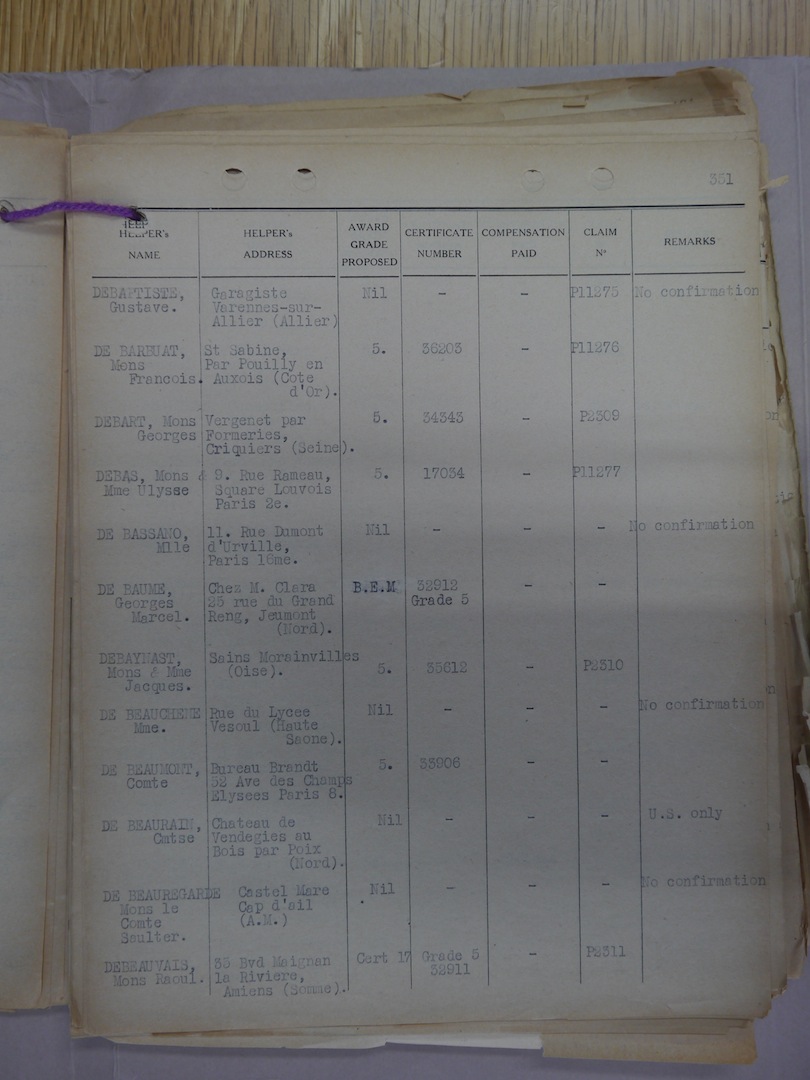 351
HELPER's NAME
HELPER's ADDRESS
AWARD GRADE PROPOSED
CERTIFICATE NUMBER
COMPENSATION PAID
CLAIM Nº
REMARKS
DEBAPTISTE, Garagiste Nil - - P11275 No confirmation
Gustave. Varennes-sur-
Allier (Allier)
DE BARBUAT, St Sabine, 5. 36203 - P11276
Mons Par Pouilly en
Francois. Auxois (Cote
d'Or).
DEBART, Mons Vergenet par 5. 34343 - P2309
Georges Formeries,
Criquiers (Seine).
DEBAS, Mons & 9. Rue Rameau, 5. 17034 - P11277
Mme Ulysse Square Louvois
Paris 2e.
DE BASSANO, 11. Rue Dumont Nil - - - No confirmation
Mlle d'Urville,
Paris 16me.
DE BAUME, Chez M. Clara B.E.M 32912 - -
Georges 25 rue du Grand Grade 5
Marcel. Reng, Jeumont
(Nord).
DEBAYNAST, Sains Morainvilles
Mons & Mme (Oise). 5. 35612 - P2310
Jacques.
DE BEAUCHENE Rue du Lycee Nil - - - No confirmation
Mme. Vesoul (Haute
Saone).
DE BEAUMONT, Bureau Brandt 5. 33906 - -
Comte 52 Ave des Champs
Elysees Paris 8.
DE BEAURAIN, Chateau de Nil - - - U.S. only
Cmtse Vendegies au
Bois par Poix
(Nord).
DE BEAUREGARDE Castel Mare Nil - - - No confirmation
Mons le Cap d'ail
Comte (A.M.)
Saulter.
DEBEAUVAIS, 35 Bvd Maignan Cert 17 Grade 5 - P2311
Mons Raoul. la Riviere, 32911
Amiens (Somme).